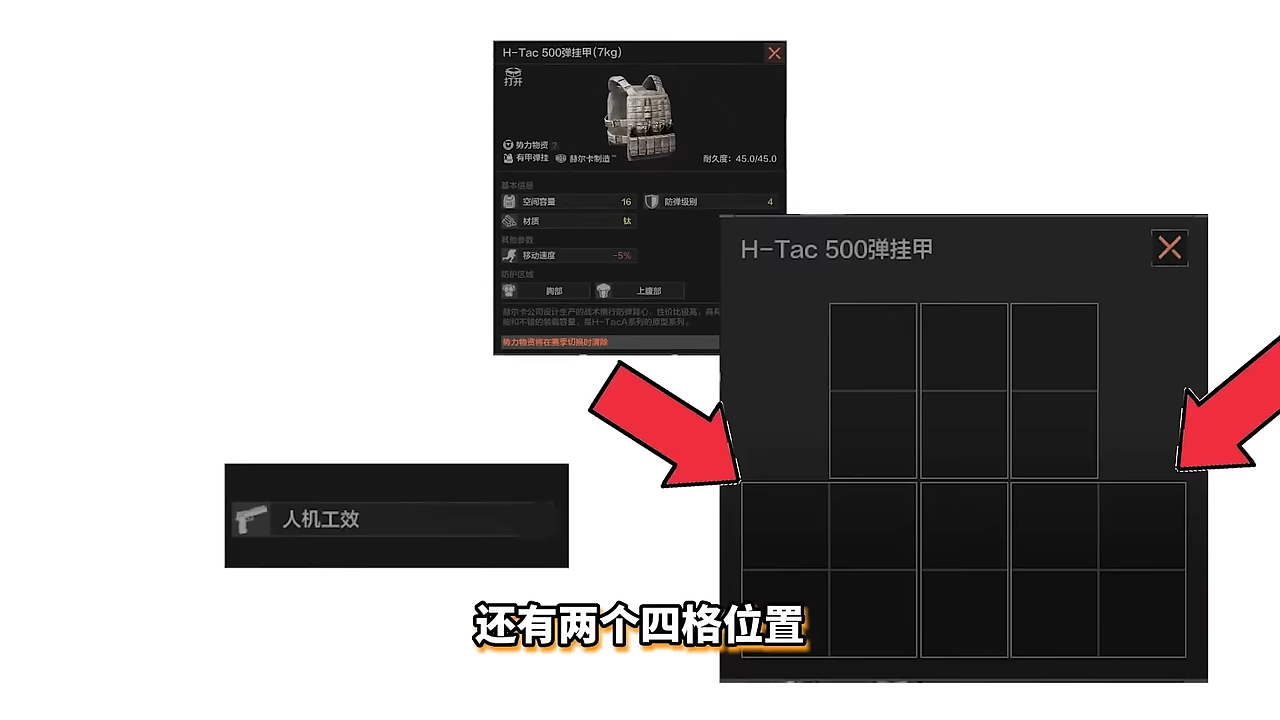 H-Tac 500弹挂甲(7kg)
打开
势力物资 ?
有甲弹挂 赫尔卡制造™ 耐久度：45.0/45.0
基本信息
空间容量 16 防弹级别 4
材质 钛
其他参数
移动速度 -5%
防护区域
胸部 上腹部
赫尔卡公司设计生产的战术携行防弹背心，性价比极高，具有
能和不错的装载容量，是H-TacA系列的原型系列。
势力物资将在赛季切换时清除
H-Tac 500弹挂甲
人机工效
还有两个四格位置